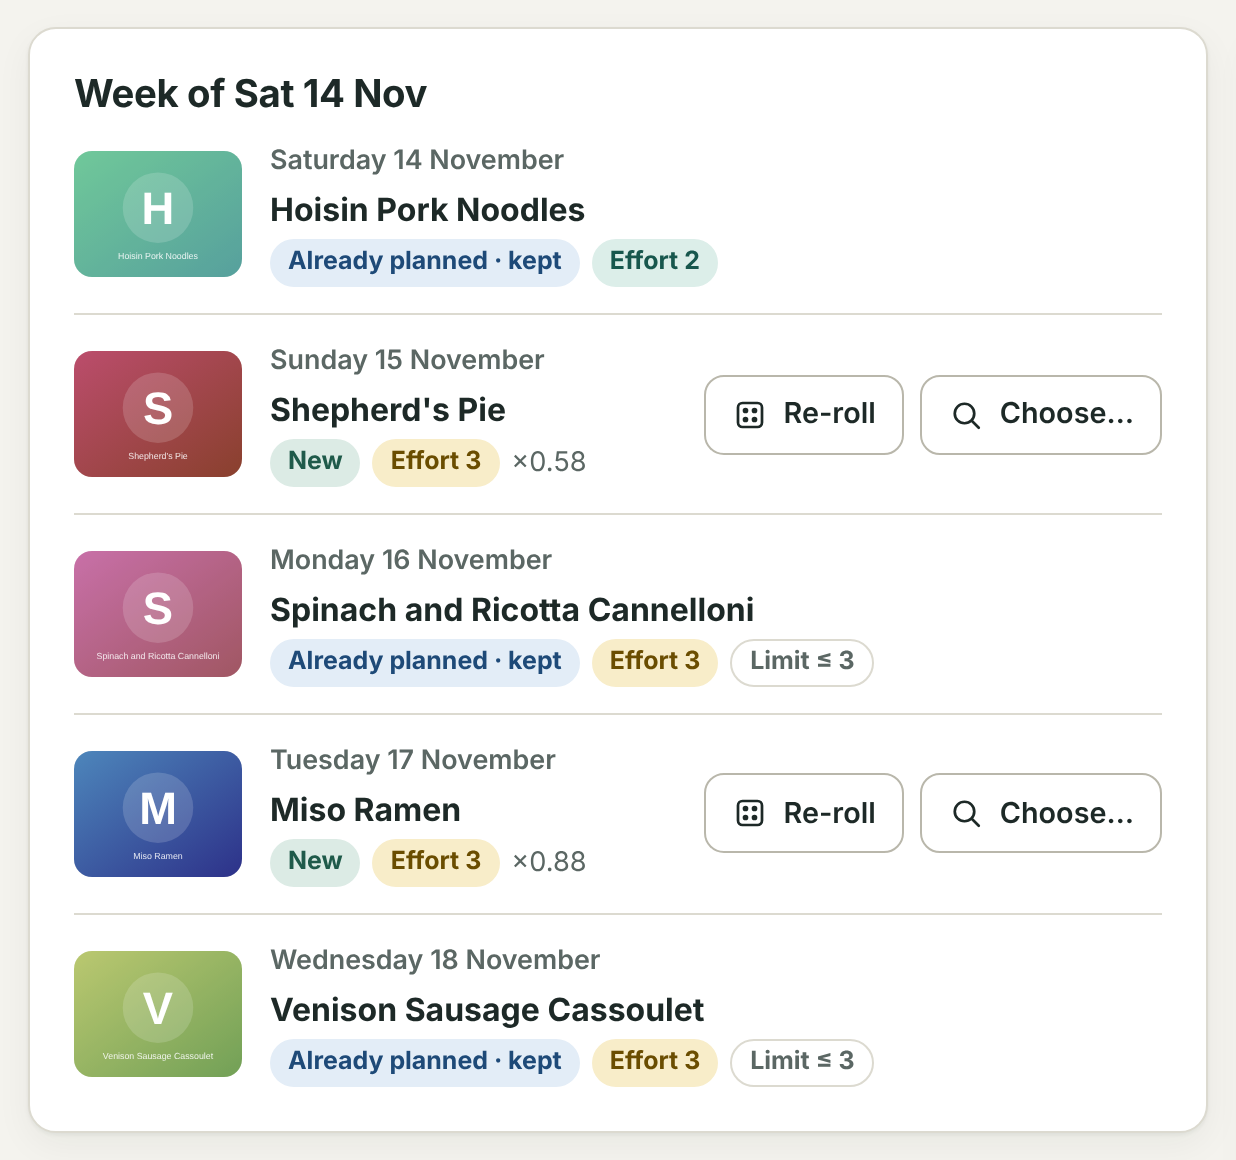 Week of Sat 14 Nov
H
Hoisin Pork Noodles
Saturday 14 November
Hoisin Pork Noodles
Already planned · kept
Effort 2
S
Shepherd's Pie
Sunday 15 November
Shepherd's Pie
New
Effort 3
×0.58
Re-roll
Choose...
S
Spinach and Ricotta Cannelloni
Monday 16 November
Spinach and Ricotta Cannelloni
Already planned · kept
Effort 3
Limit ≤ 3
M
Miso Ramen
Tuesday 17 November
Miso Ramen
New
Effort 3
×0.88
Re-roll
Choose...
V
Venison Sausage Cassoulet
Wednesday 18 November
Venison Sausage Cassoulet
Already planned · kept
Effort 3
Limit ≤ 3